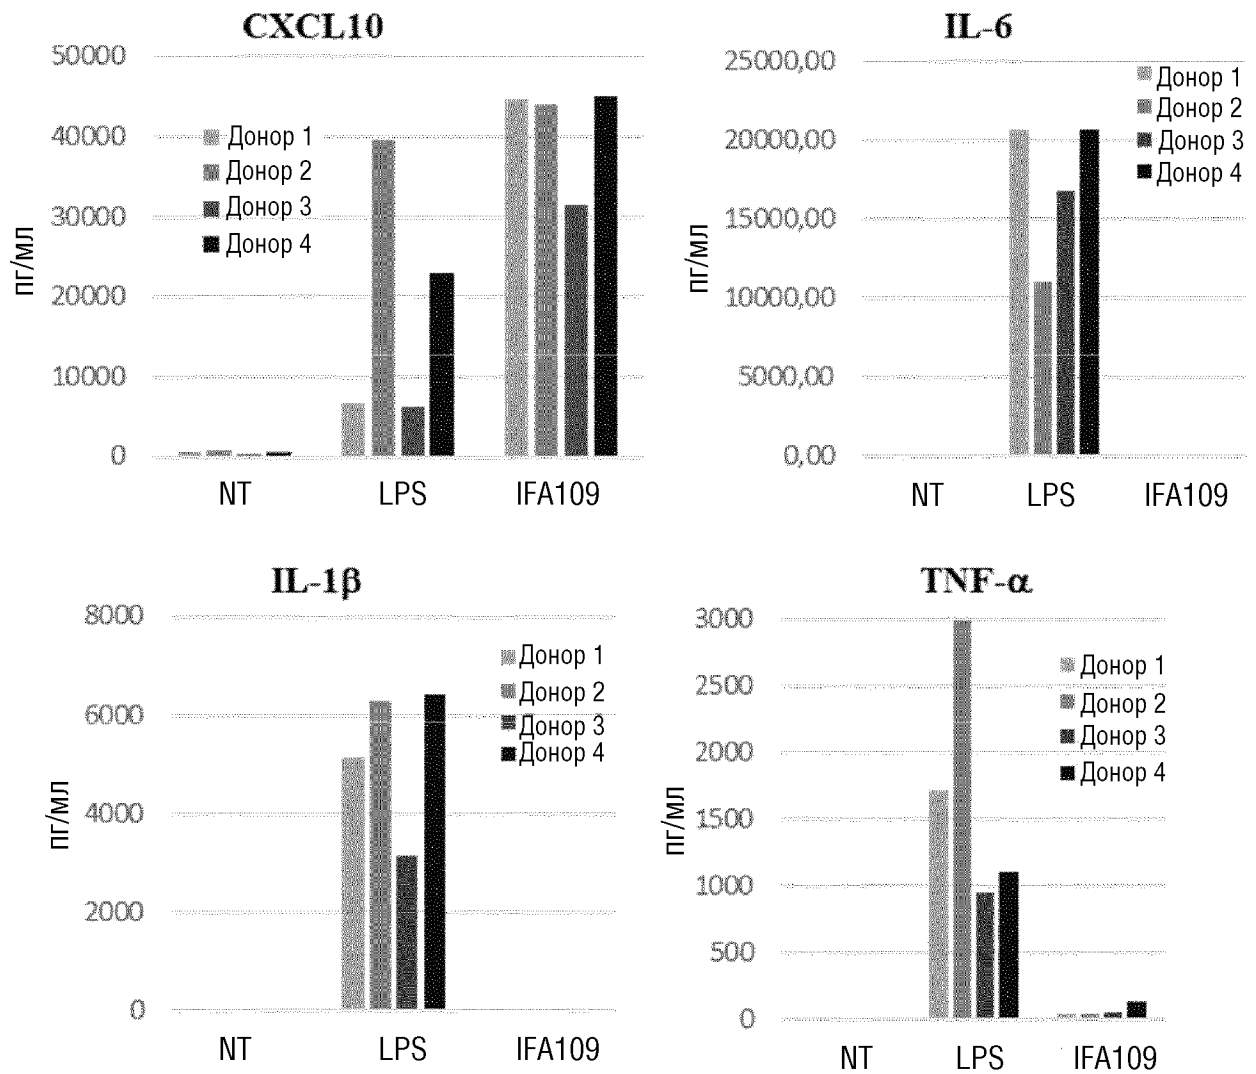 CXCL10
50000
40000
30000
20000
10000
0
пг/мл
Донор 1
Донор 2
Донор 3
Донор 4
NT LPS IFA109
IL-6
25000,00
20000,00
15000,00
10000,00
5000,00
0,00
пг/мл
Донор 1
Донор 2
Донор 3
Донор 4
NT LPS IFA109
IL-1β
8000
6000
4000
2000
0
пг/мл
Донор 1
Донор 2
Донор 3
Донор 4
NT LPS IFA109
TNF-α
3000
2500
2000
1500
1000
500
0
пг/мл
Донор 1
Донор 2
Донор 3
Донор 4
NT LPS IFA109